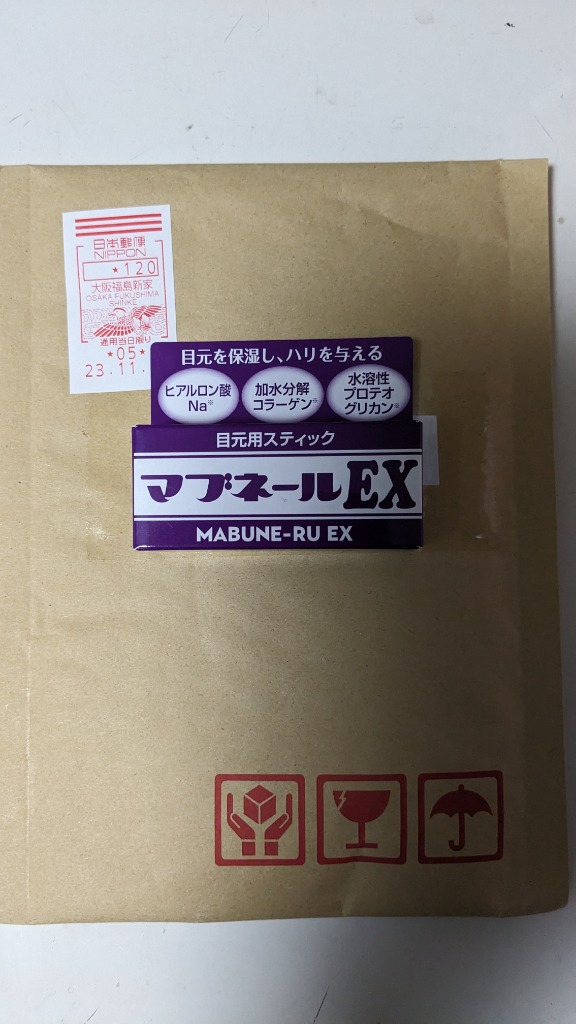 日本郵便
NIPPON
★120
大阪福島新家
OSAKA FUKUSHIMA
SHINKE
通用当日限り
★05★
23.11.
目元を保湿し、ハリを与える
ヒアルロン酸
Na※
加水分解
コラーゲン※
水溶性
プロテオ
グリカン※
目元用スティック
マブネールEX
MABUNE-RU EX